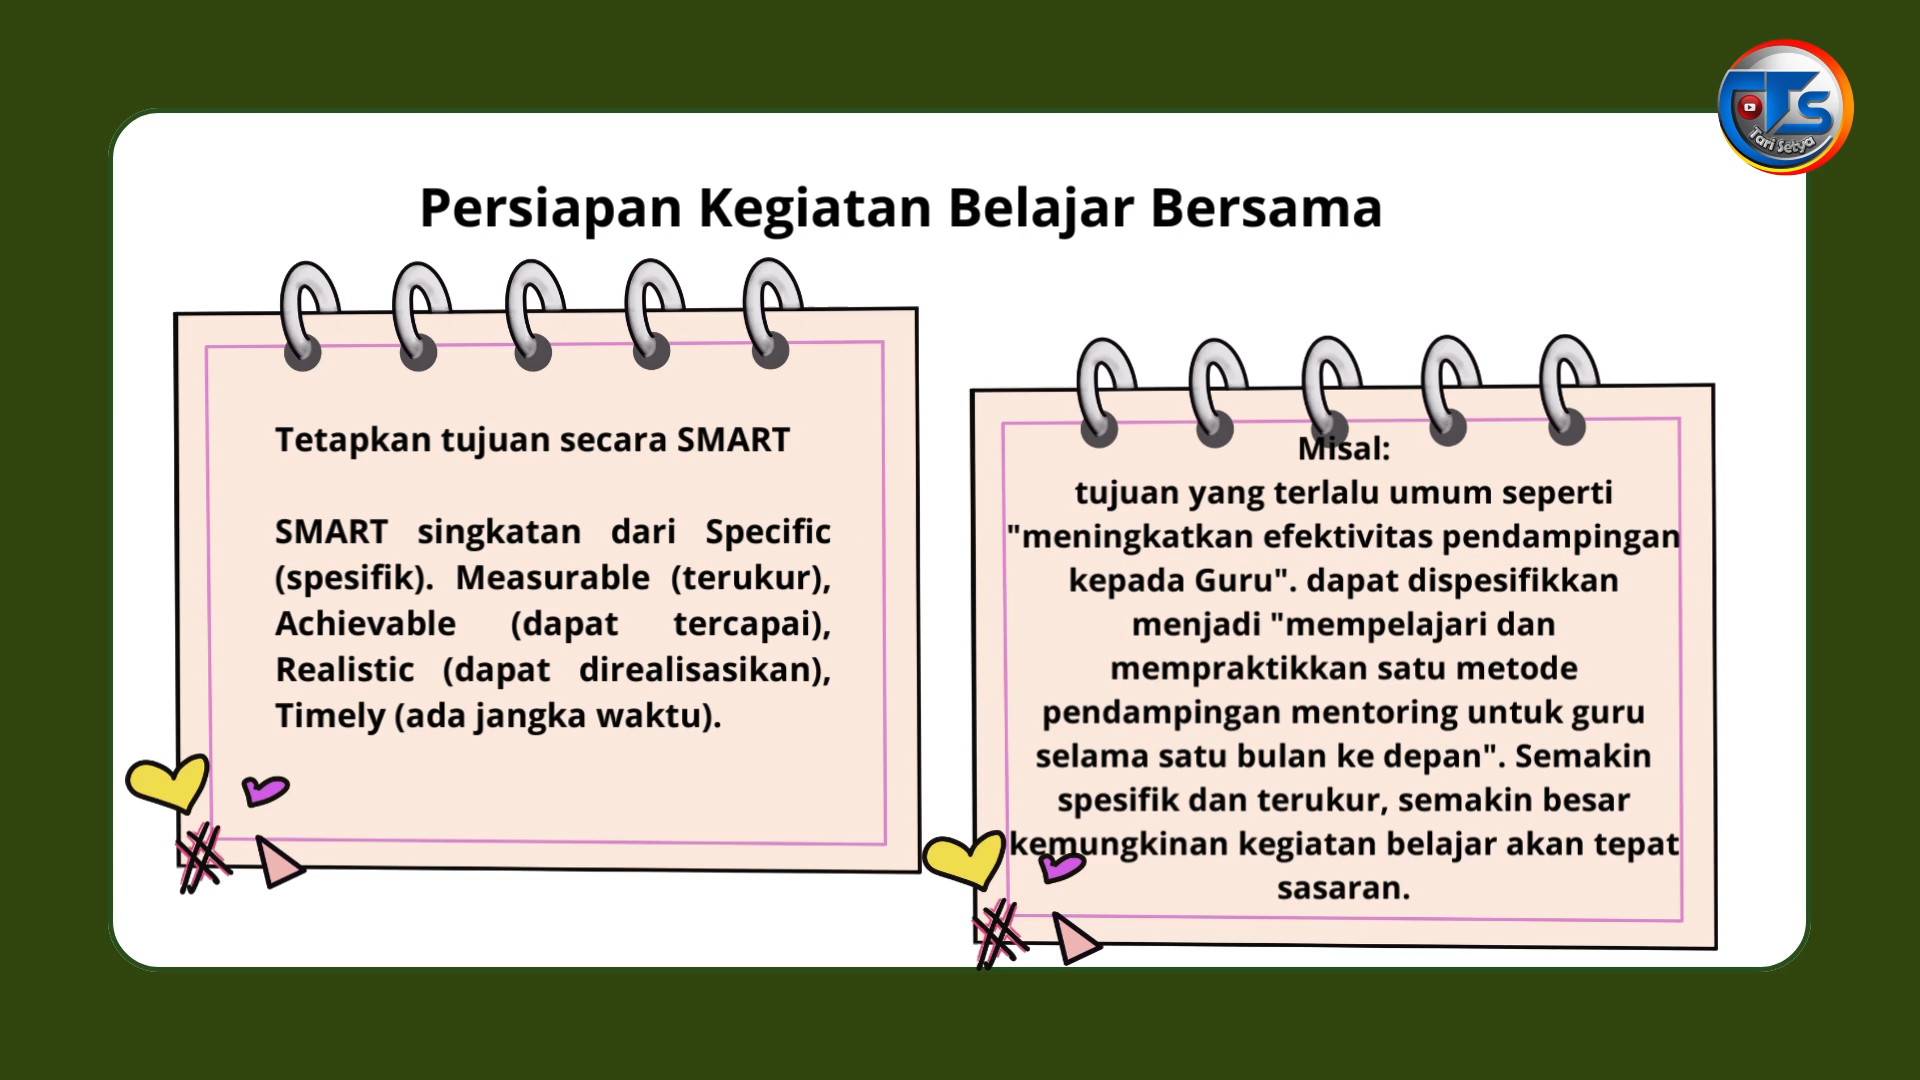 Tari Setya
Persiapan Kegiatan Belajar Bersama
Tetapkan tujuan secara SMART
SMART singkatan dari Specific
(spesifik). Measurable (terukur),
Achievable (dapat tercapai),
Realistic (dapat direalisasikan),
Timely (ada jangka waktu).
Misal:
tujuan yang terlalu umum seperti
"meningkatkan efektivitas pendampingan
kepada Guru". dapat dispesifikkan
menjadi "mempelajari dan
mempraktikkan satu metode
pendampingan mentoring untuk guru
selama satu bulan ke depan". Semakin
spesifik dan terukur, semakin besar
kemungkinan kegiatan belajar akan tepat
sasaran.